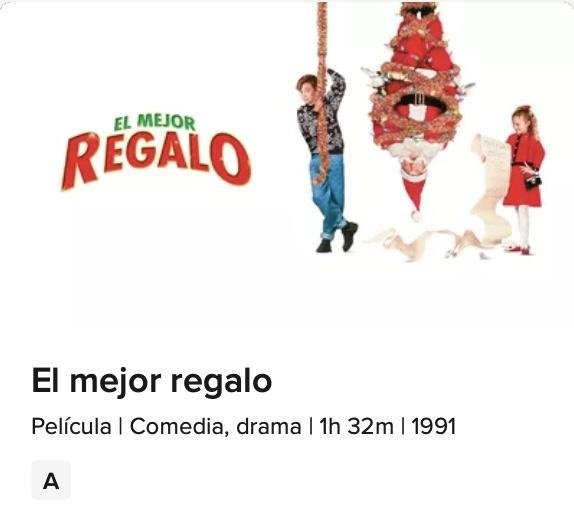 EL MEJOR
REGALO
El mejor regalo
Película | Comedia, drama | 1h 32m | 1991
A